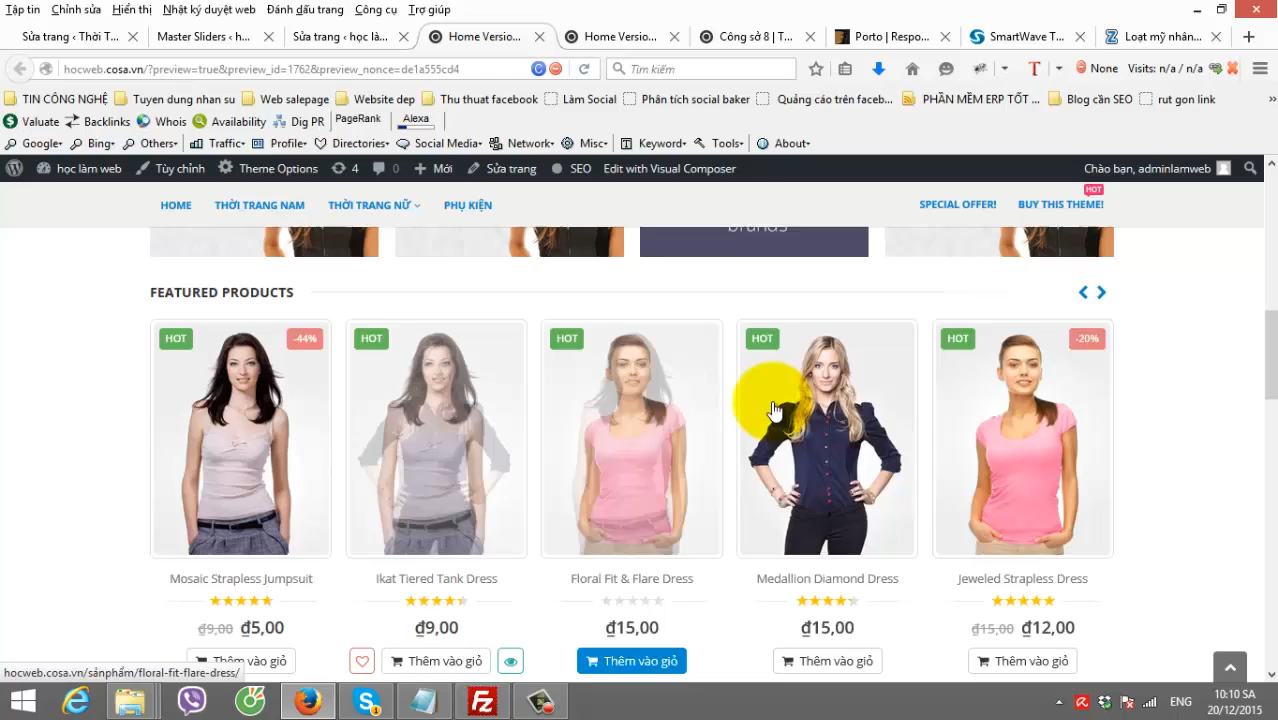 Tập tin Chỉnh sửa Hiển thị Nhật ký duyệt web Đánh dấu trang Công cụ Trợ giúp
Sửa trang ‹ Thời T... Master Sliders ‹ h... Sửa trang ‹ học là... Home Versio... Home Versio... Công sở 8 | T... Porto | Respo... SmartWave T... Loạt mỹ nhân...
hocweb.cosa.vn/?preview=true&preview_id=1762&preview_nonce=de1a555cd4 Tìm kiếm None Visits: n/a / n/a
TIN CÔNG NGHỆ Tuyen dung nhan su Web salepage Website dep Thu thuat facebook Làm Social Phân tích social baker Quảng cáo trên faceb... PHẦN MỀM ERP TỐT ... Blog cần SEO rut gon link
Valuate Backlinks Whois Availability Dig PR PageRank Alexa
Google Bing Others Traffic Profile Directories Social Media Network Misc Keyword Tools About
học làm web Tùy chỉnh Theme Options 4 0 Mới Sửa trang SEO Edit with Visual Composer Chào bạn, adminlamweb
HOT
HOME THỜI TRANG NAM THỜI TRANG NỮ PHỤ KIỆN SPECIAL OFFER! BUY THIS THEME!
brands
FEATURED PRODUCTS
HOT -44% HOT HOT HOT HOT -20%
Mosaic Strapless Jumpsuit Ikat Tiered Tank Dress Floral Fit & Flare Dress Medallion Diamond Dress Jeweled Strapless Dress
₫9,00 ₫5,00 ₫9,00 ₫15,00 ₫15,00 ₫15,00 ₫12,00
Thêm vào giỏ Thêm vào giỏ Thêm vào giỏ Thêm vào giỏ Thêm vào giỏ
hocweb.cosa.vn/sảnphẩm/floral-fit-flare-dress/
ENG 10:10 SA
20/12/2015